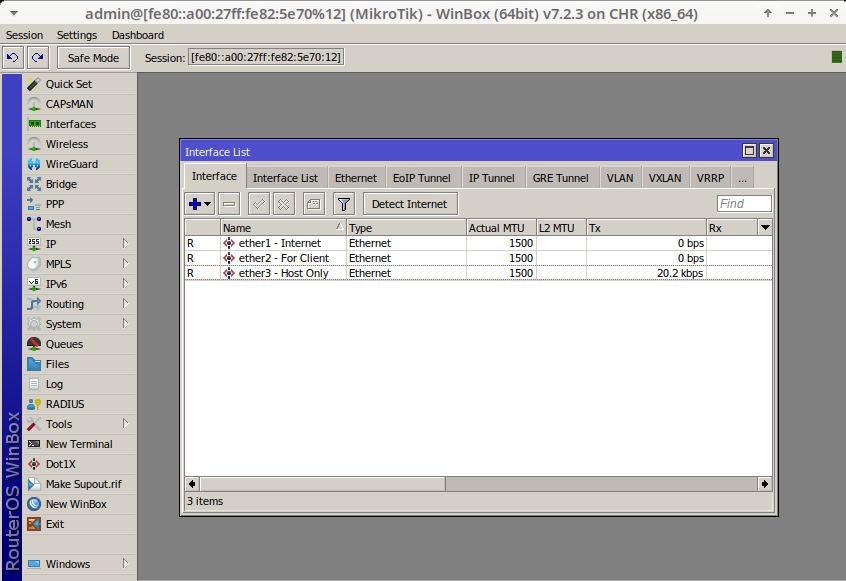 admin@[fe80::a00:27ff:fe82:5e70%12] (MikroTik) - WinBox (64bit) v7.2.3 on CHR (x86_64)
Session Settings Dashboard
Safe Mode Session: [fe80::a00:27ff:fe82:5e70:12]
RouterOS WinBox
Quick Set
CAPsMAN
Interfaces
Wireless
WireGuard
Bridge
PPP
Mesh
IP
MPLS
IPv6
Routing
System
Queues
Files
Log
RADIUS
Tools
New Terminal
Dot1X
Make Supout.rif
New WinBox
Exit
Windows
Interface List
Interface Interface List Ethernet EoIP Tunnel IP Tunnel GRE Tunnel VLAN VXLAN VRRP ...
Detect Internet Find
Name Type Actual MTU L2 MTU Tx Rx
R ether1 - Internet Ethernet 1500 0 bps
R ether2 - For Client Ethernet 1500 0 bps
R ether3 - Host Only Ethernet 1500 20.2 kbps
3 items